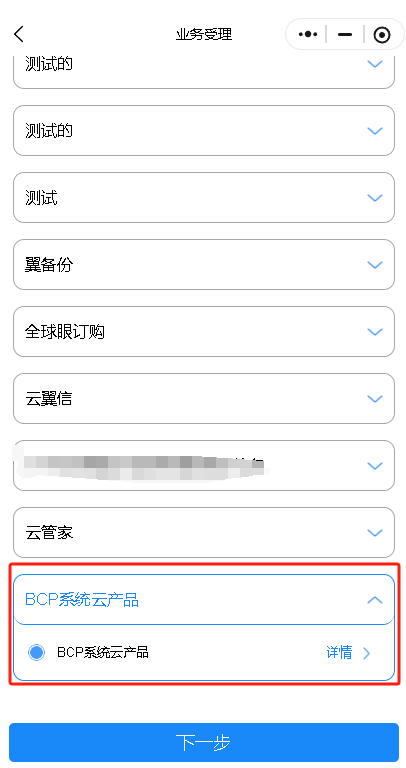 业务受理
测试的
测试的
测试
翼备份
全球眼订购
云翼信
云管家
BCP系统云产品
BCP系统云产品 详情
下一步